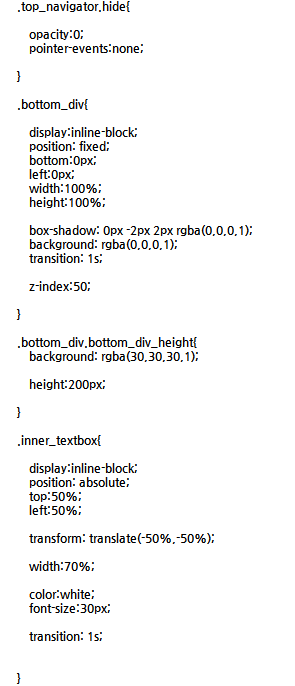 .top_navigator.hide{
opacity:0;
pointer-events:none;
}
.bottom_div{
display:inline-block;
position: fixed;
bottom:0px;
left:0px;
width:100%;
height:100%;
box-shadow: 0px -2px 2px rgba(0,0,0,1);
background: rgba(0,0,0,1);
transition: 1s;
z-index:50;
}
.bottom_div.bottom_div_height{
background: rgba(30,30,30,1);
height:200px;
}
.inner_textbox{
display:inline-block;
position: absolute;
top:50%;
left:50%;
transform: translate(-50%,-50%);
width:70%;
color:white;
font-size:30px;
transition: 1s;
}